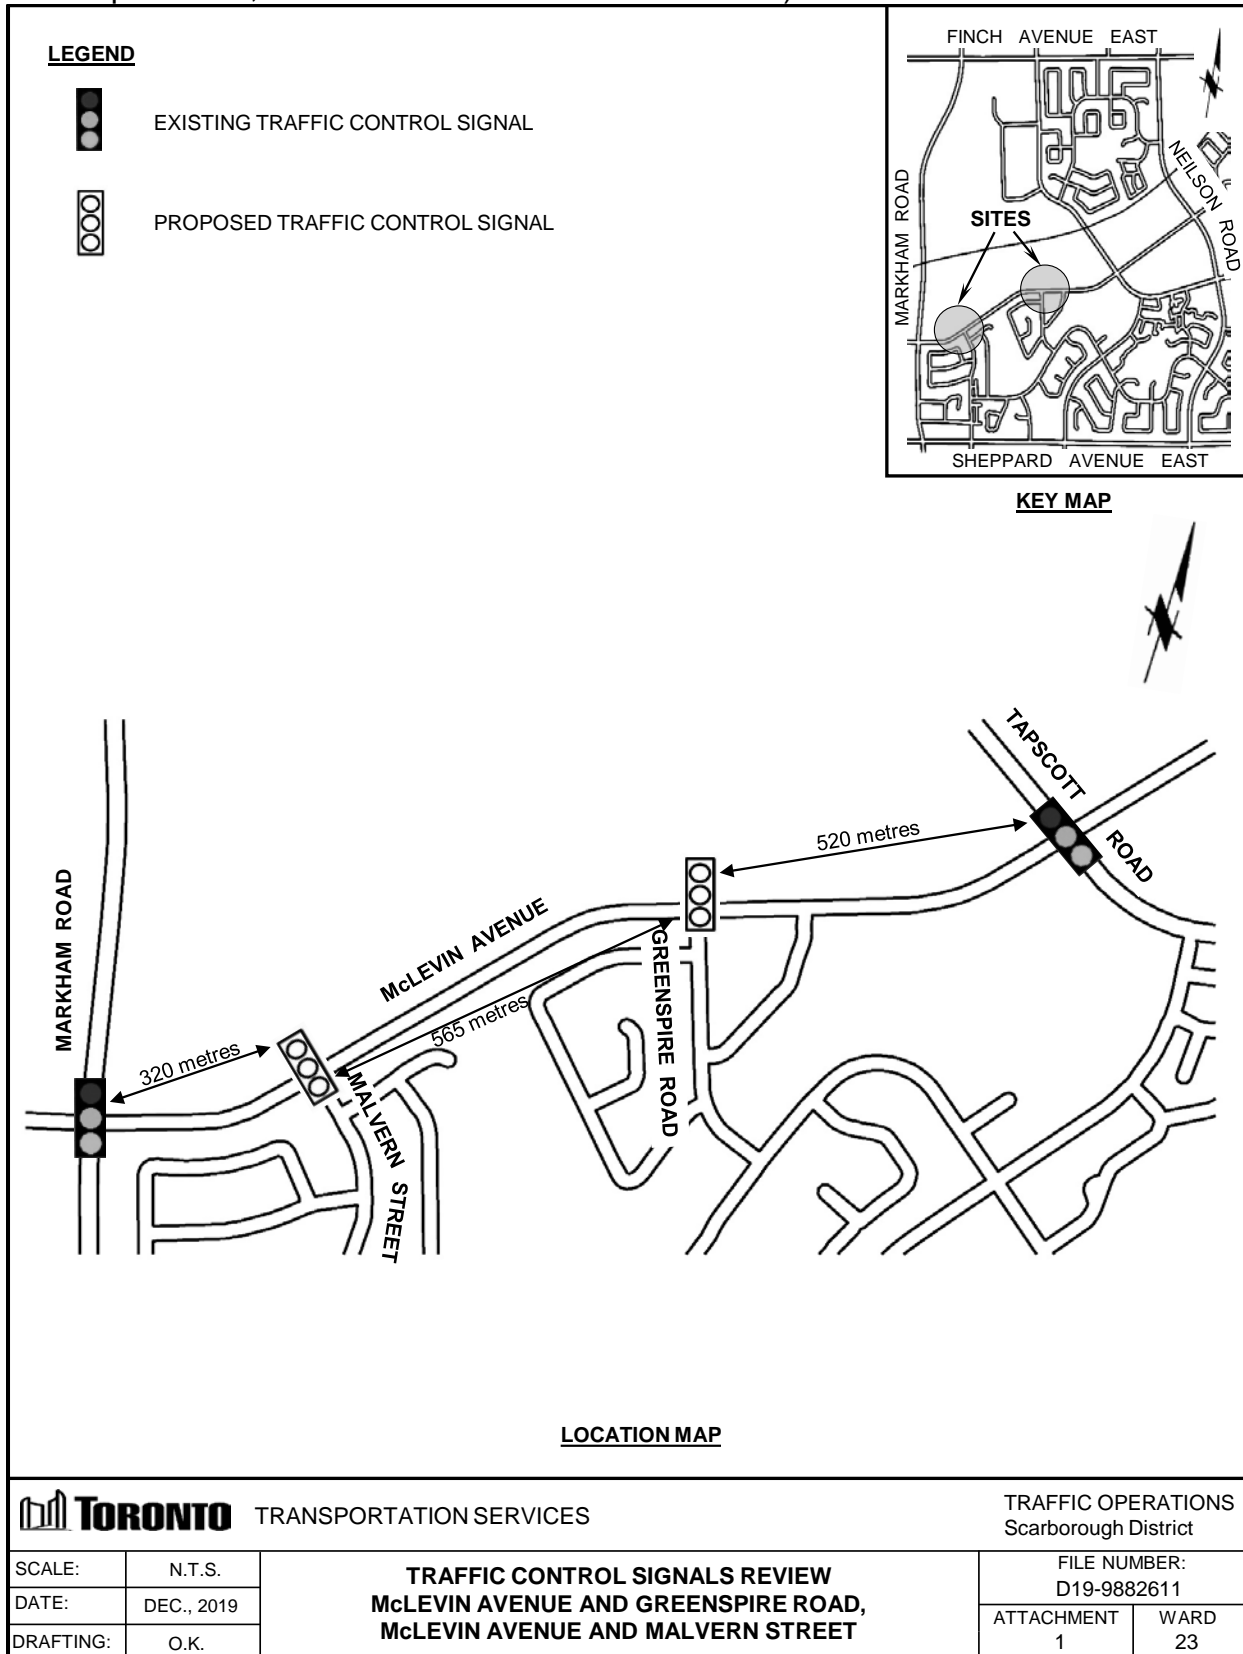 LEGEND
EXISTING TRAFFIC CONTROL SIGNAL
PROPOSED TRAFFIC CONTROL SIGNAL
FINCH AVENUE EAST
MARKHAM ROAD
NEILSON ROAD
SITES
SHEPPARD AVENUE EAST
KEY MAP
TAPSCOTT ROAD
520 metres
MARKHAM ROAD
McLEVIN AVENUE
GREENSPIRE ROAD
565 metres
320 metres
MALVERN STREET
LOCATION MAP
TORONTO TRANSPORTATION SERVICES
TRAFFIC OPERATIONS
Scarborough District
SCALE: N.T.S.
DATE: DEC., 2019
DRAFTING: O.K.
TRAFFIC CONTROL SIGNALS REVIEW
McLEVIN AVENUE AND GREENSPIRE ROAD,
McLEVIN AVENUE AND MALVERN STREET
FILE NUMBER:
D19-9882611
ATTACHMENT
1
WARD
23